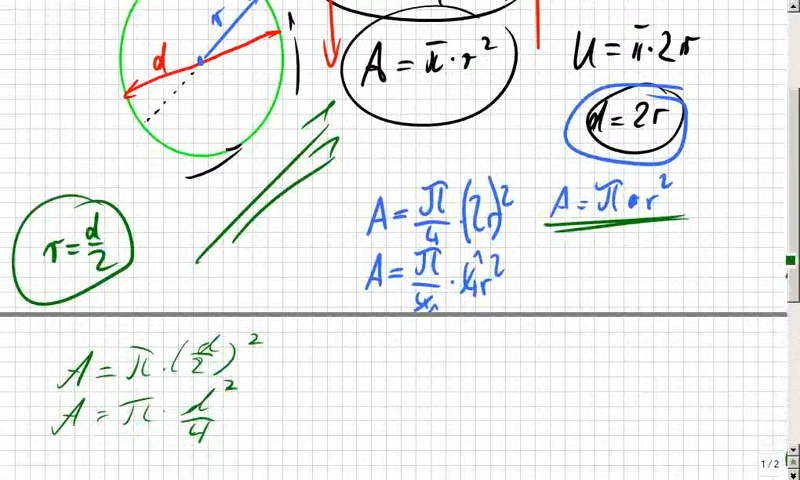 r
d
A = π · r²
U = π · 2r
d = 2r
A = π/4 · (2r)²
A = π · r²
A = π/4 · 4r²
r = d/2
A = π · (d/2)²
A = π · d²/4
1/2